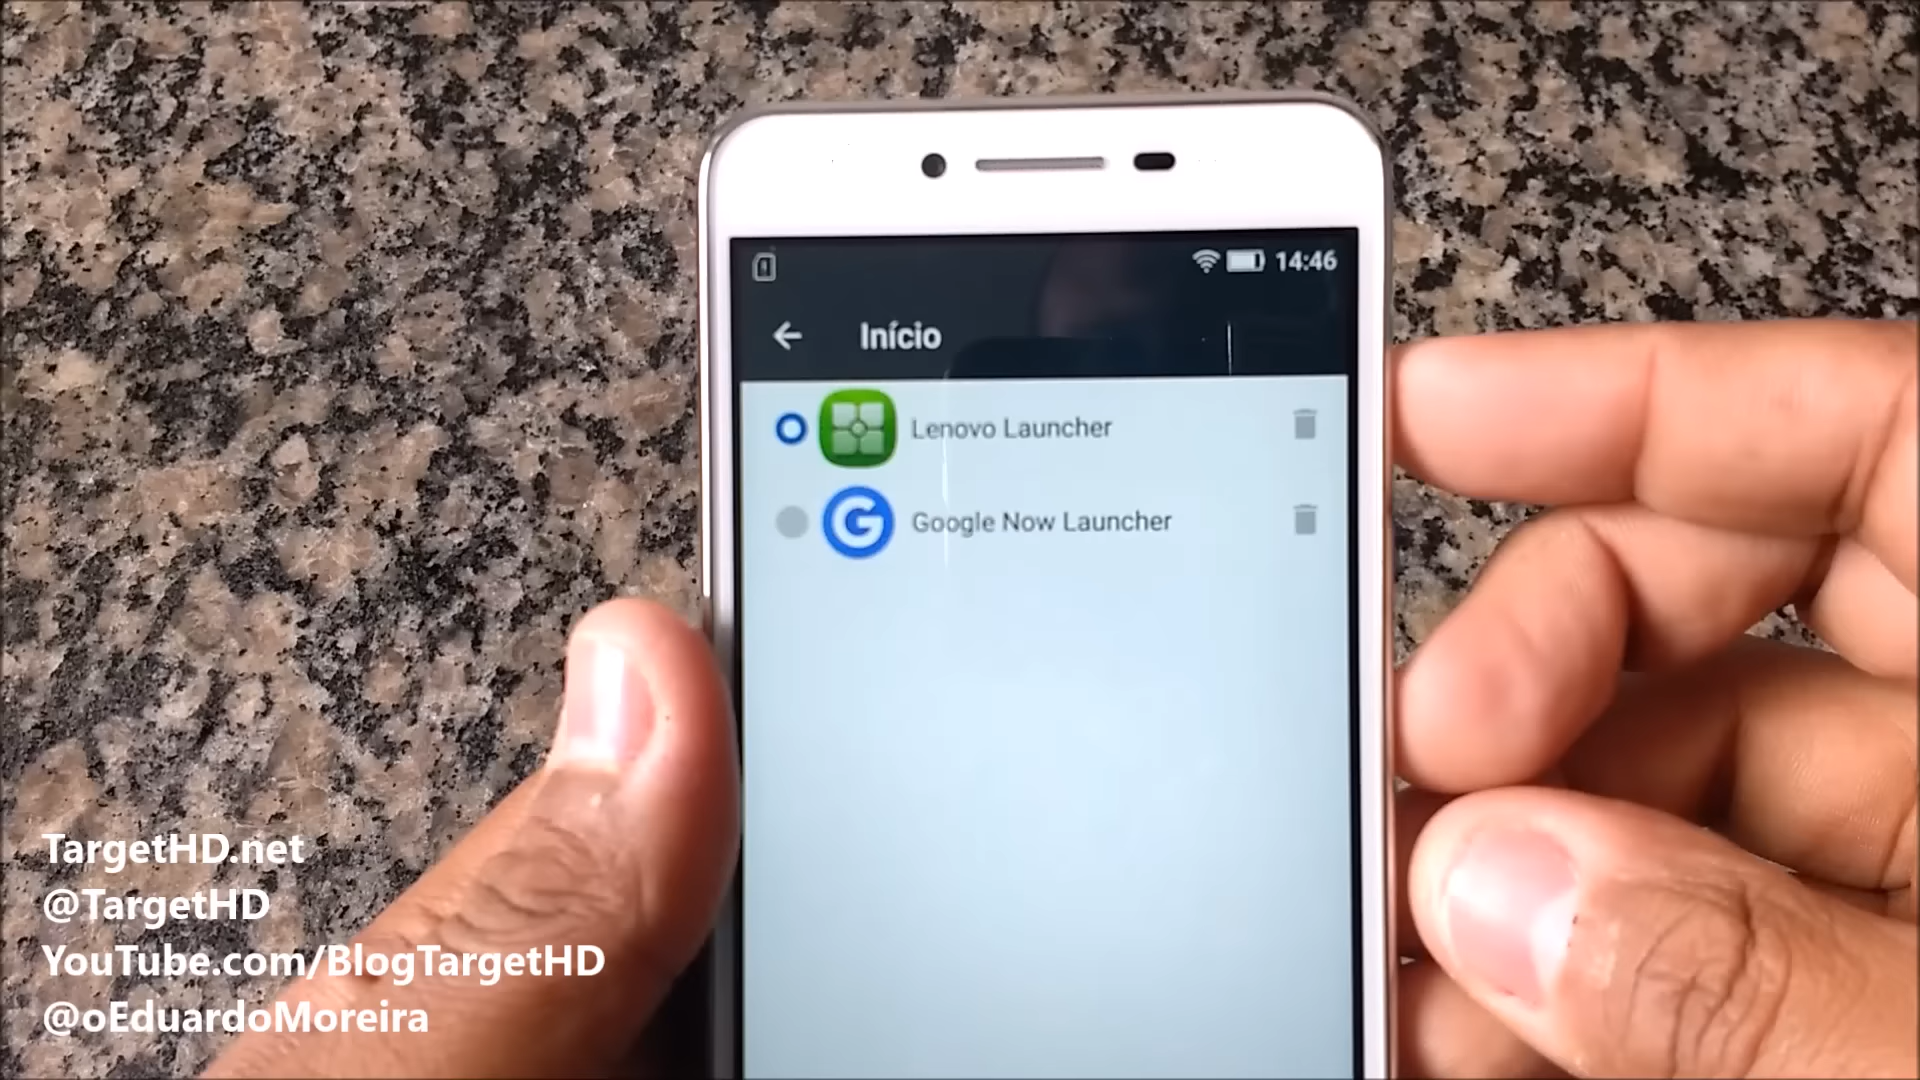 14:46
Início
Lenovo Launcher
G Google Now Launcher
TargetHD.net
@TargetHD
YouTube.com/BlogTargetHD
@oEduardoMoreira